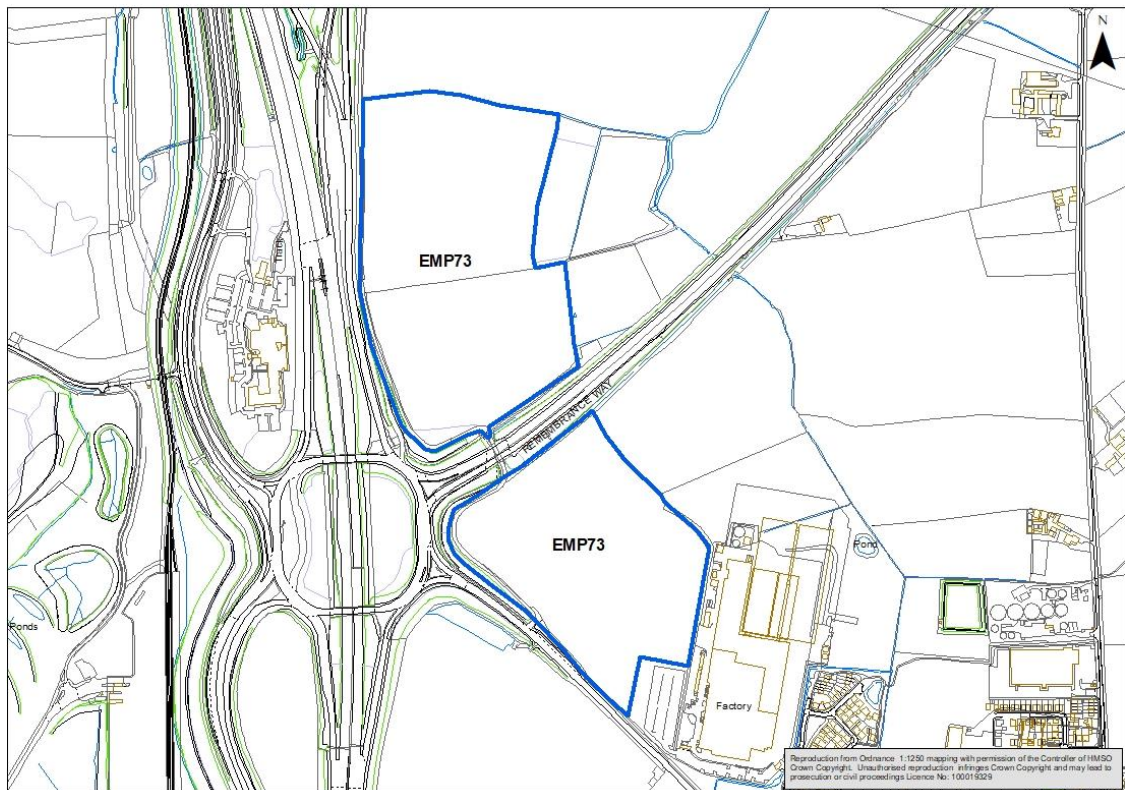 N
Track
EMP73
REMEMBRANCE WAY
EMP73
Pond
Ponds
Factory
Reproduction from Ordnance 1:1250 mapping with permission of the Controller of HMSO
Crown Copyright. Unauthorised reproduction infringes Crown Copyright and may lead to
prosecution or civil proceedings Licence No: 100019329